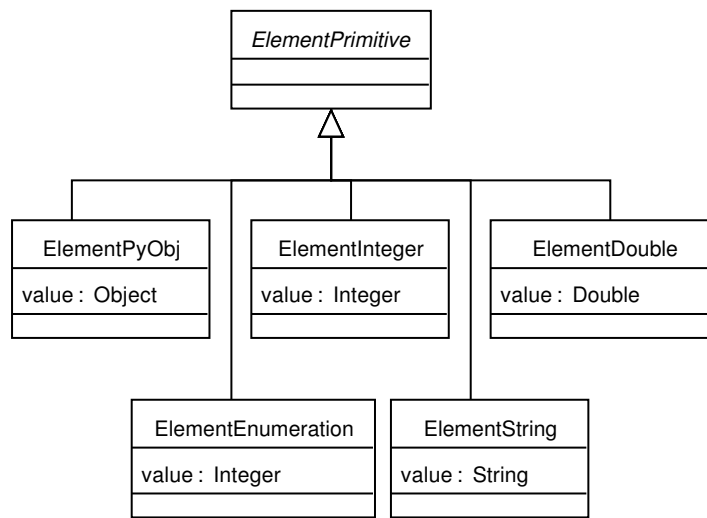 ElementPrimitive
ElementPyObj
value : Object
ElementInteger
value : Integer
ElementDouble
value : Double
ElementEnumeration
value : Integer
ElementString
value : String